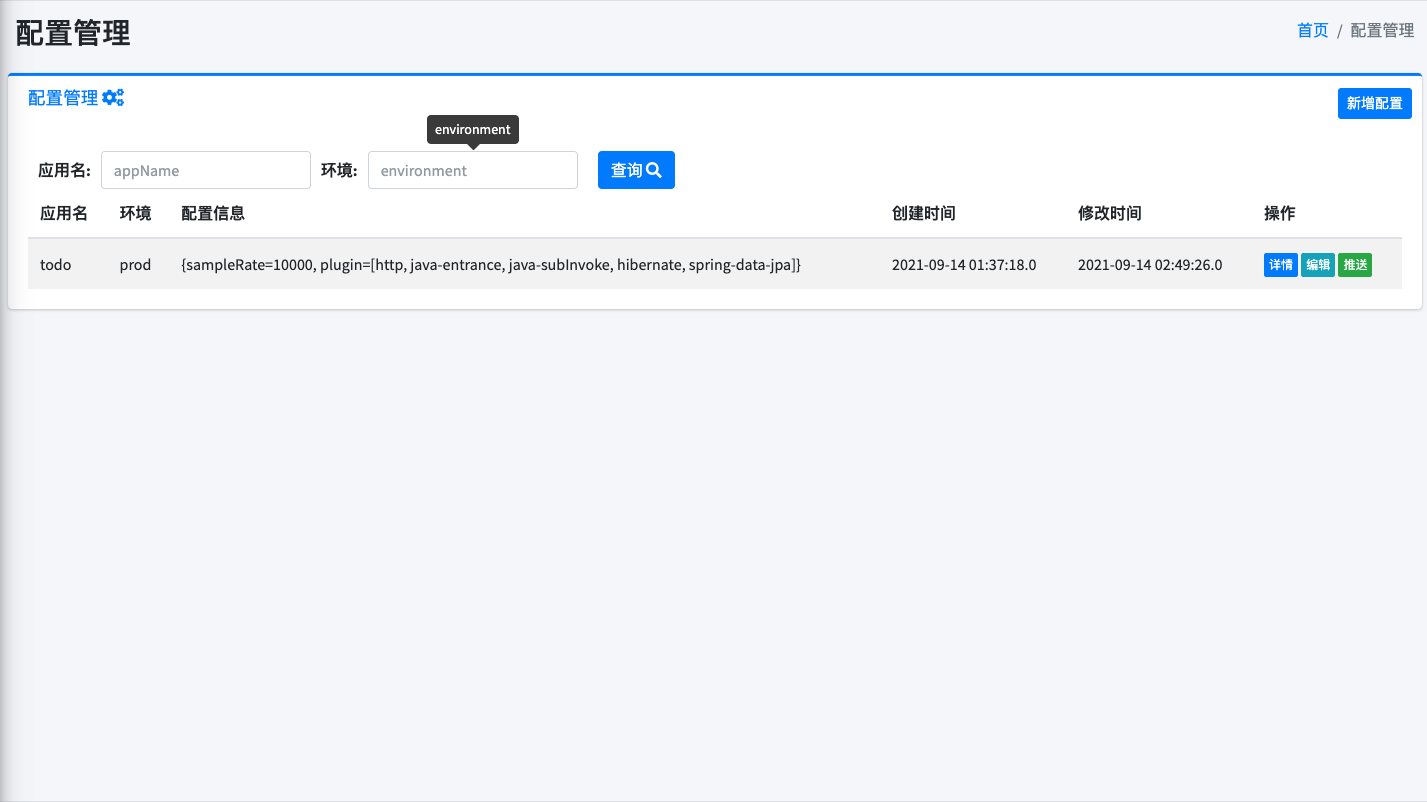 配置管理
首页 / 配置管理
配置管理
新增配置
environment
应用名: appName 环境: environment 查询
应用名 环境 配置信息 创建时间 修改时间 操作
todo prod {sampleRate=10000, plugin=[http, java-entrance, java-subInvoke, hibernate, spring-data-jpa]} 2021-09-14 01:37:18.0 2021-09-14 02:49:26.0 详情 编辑 推送